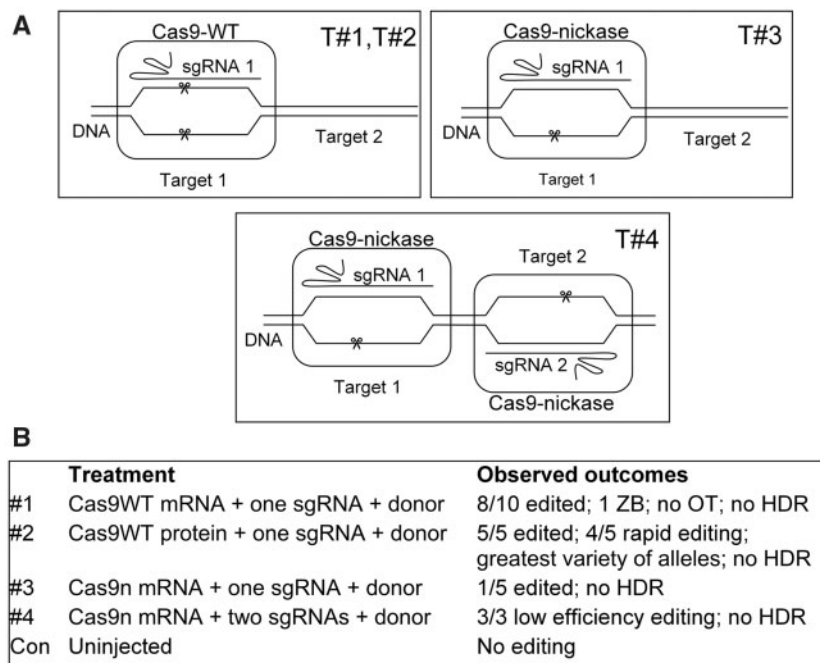 A
Cas9-WT
T#1,T#2
sgRNA 1
DNA
Target 2
Target 1
Cas9-nickase
T#3
sgRNA 1
DNA
Target 2
Target 1
T#4
Cas9-nickase
Target 2
sgRNA 1
DNA
sgRNA 2
Target 1
Cas9-nickase
B
Treatment Observed outcomes
#1 Cas9WT mRNA + one sgRNA + donor 8/10 edited; 1 ZB; no OT; no HDR
#2 Cas9WT protein + one sgRNA + donor 5/5 edited; 4/5 rapid editing;
greatest variety of alleles; no HDR
#3 Cas9n mRNA + one sgRNA + donor 1/5 edited; no HDR
#4 Cas9n mRNA + two sgRNAs + donor 3/3 low efficiency editing; no HDR
Con Uninjected No editing